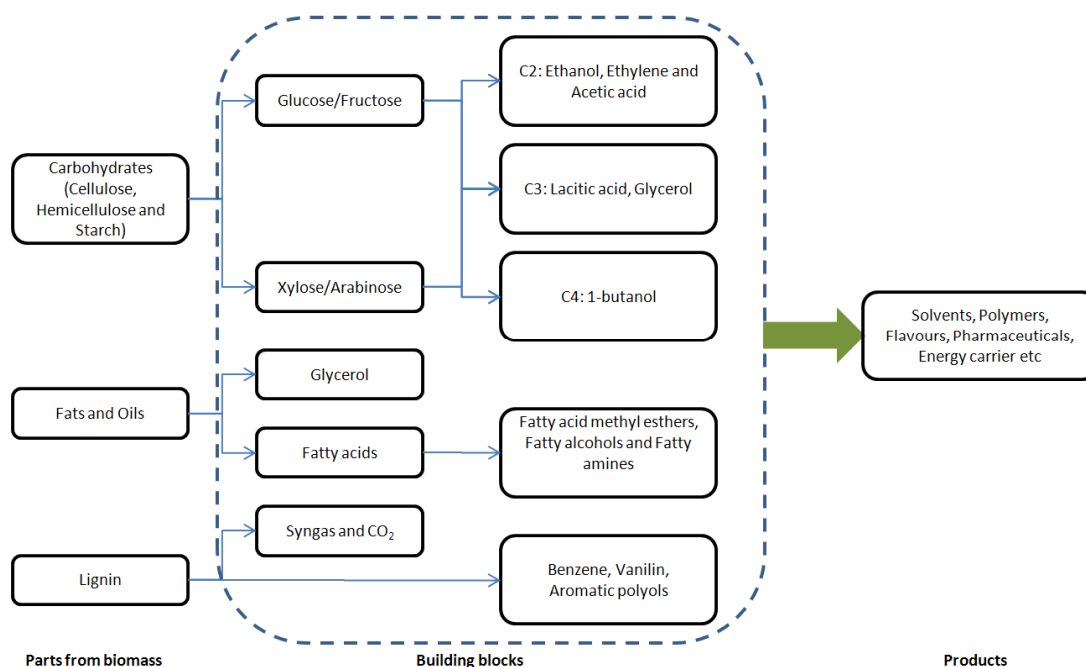 Carbohydrates
(Cellulose,
Hemicellulose and
Starch)
Fats and Oils
Lignin
Glucose/Fructose
Xylose/Arabinose
Glycerol
Fatty acids
Syngas and CO₂
C2: Ethanol, Ethylene and
Acetic acid
C3: Lacitic acid, Glycerol
C4: 1-butanol
Fatty acid methyl esthers,
Fatty alcohols and Fatty
amines
Benzene, Vanilin,
Aromatic polyols
Solvents, Polymers,
Flavours, Pharmaceuticals,
Energy carrier etc
Parts from biomass
Building blocks
Products